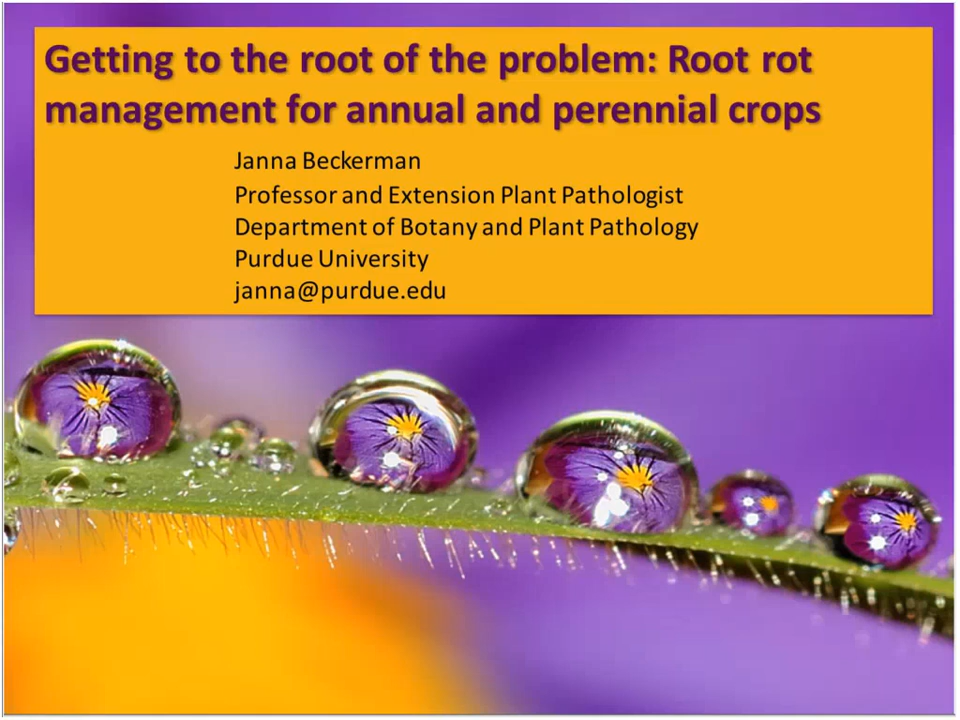 Getting to the root of the problem: Root rot
management for annual and perennial crops
Janna Beckerman
Professor and Extension Plant Pathologist
Department of Botany and Plant Pathology
Purdue University
janna@purdue.edu